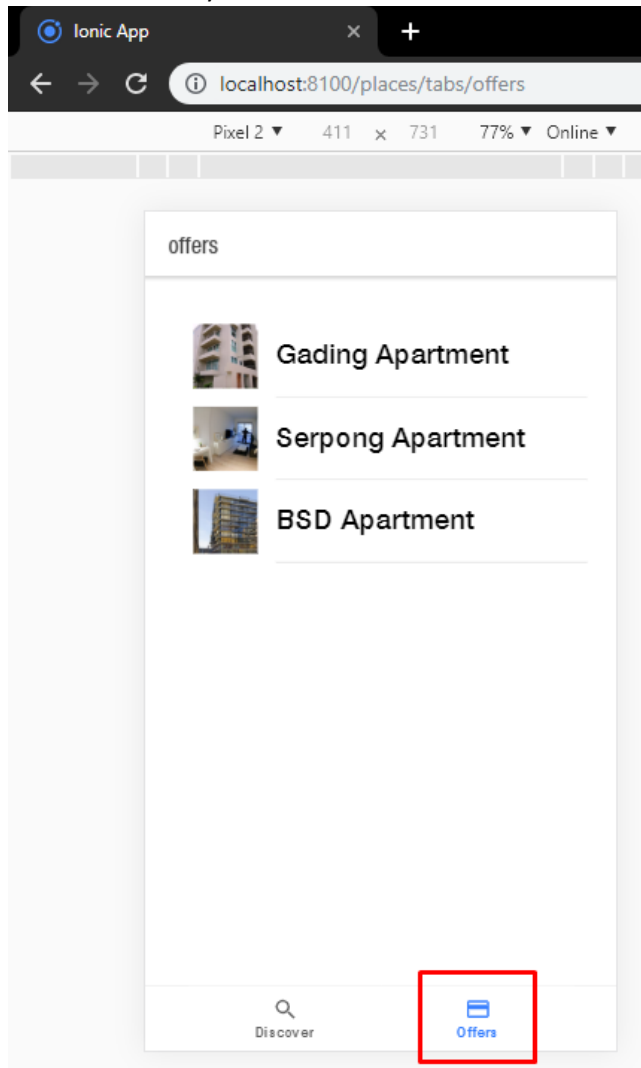 Ionic App
localhost:8100/places/tabs/offers
Pixel 2 ▼ 411 x 731 77% ▼ Online ▼
offers
Gading Apartment
Serpong Apartment
BSD Apartment
Discover
Offers